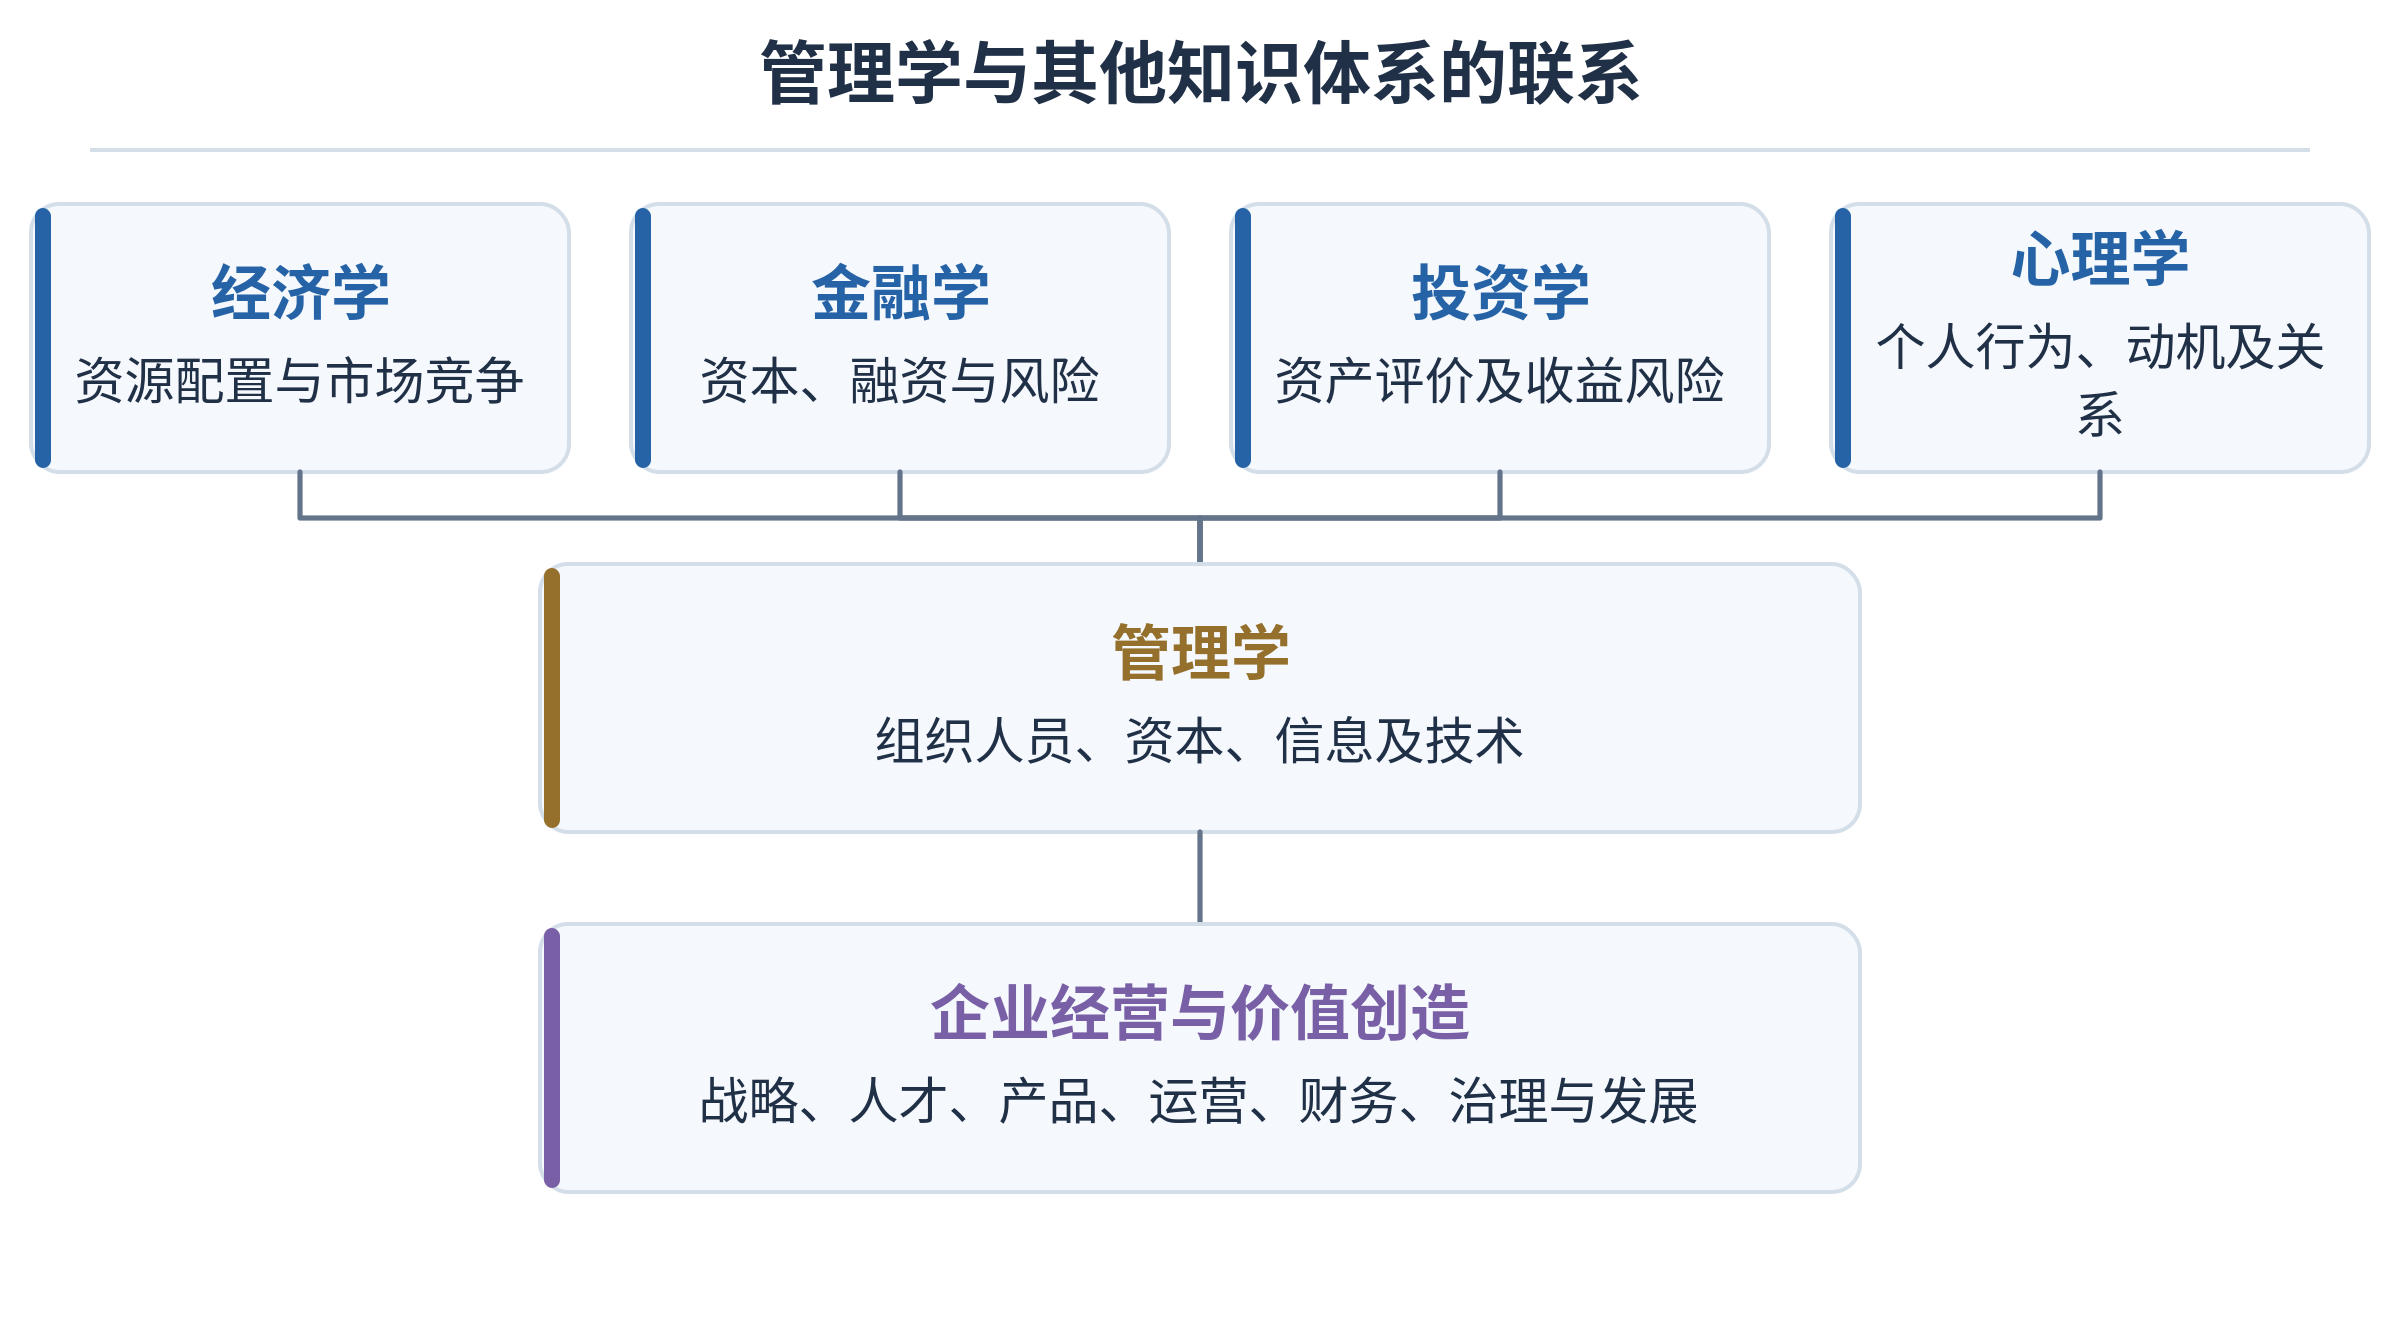 管理学与其他知识体系的联系
经济学
资源配置与市场竞争
金融学
资本、融资与风险
投资学
资产评价及收益风险
心理学
个人行为、动机及关
系
管理学
组织人员、资本、信息及技术
企业经营与价值创造
战略、人才、产品、运营、财务、治理与发展